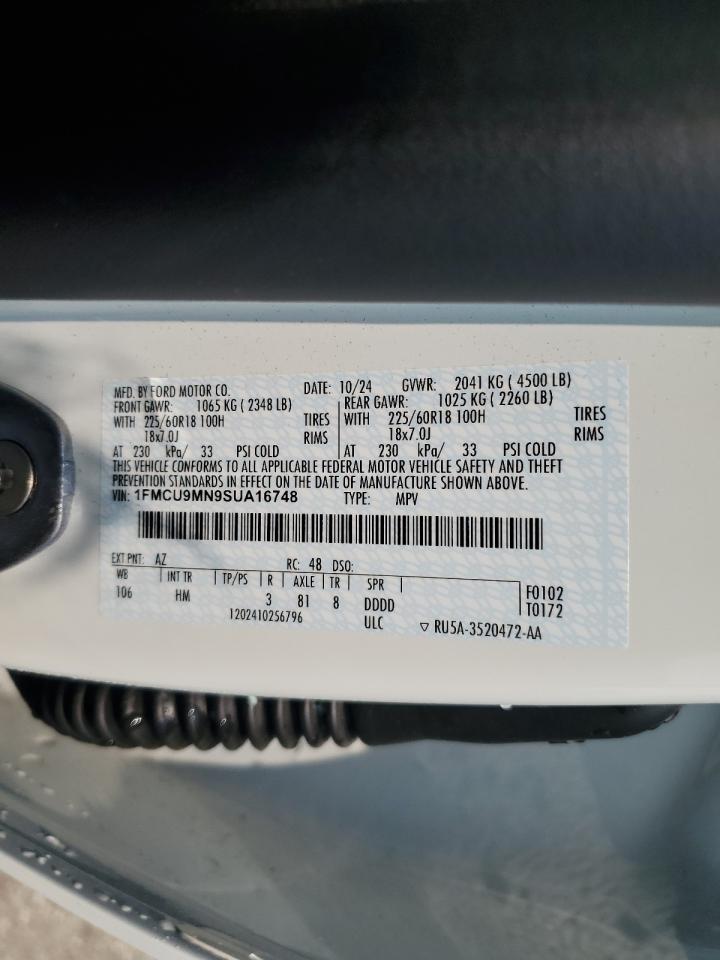 MFD. BY FORD MOTOR CO. DATE: 10/24 GVWR: 2041 KG ( 4500 LB)
FRONT GAWR: 1065 KG ( 2348 LB) REAR GAWR: 1025 KG ( 2260 LB)
WITH 225/60R18 100H TIRES WITH 225/60R18 100H TIRES
18x7.0J RIMS 18x7.0J RIMS
AT 230 kPa/ 33 PSI COLD AT 230 kPa/ 33 PSI COLD
THIS VEHICLE CONFORMS TO ALL APPLICABLE FEDERAL MOTOR VEHICLE SAFETY AND THEFT
PREVENTION STANDARDS IN EFFECT ON THE DATE OF MANUFACTURE SHOWN ABOVE.
VIN: 1FMCU9MN9SUA16748 TYPE: MPV
EXT PNT: AZ RC: 48 DSO:
WB INT TR TP/PS R AXLE TR SPR F0102
106 HM 3 81 8 DDDD T0172
1202410256796 ULC ▽ RU5A-3520472-AA